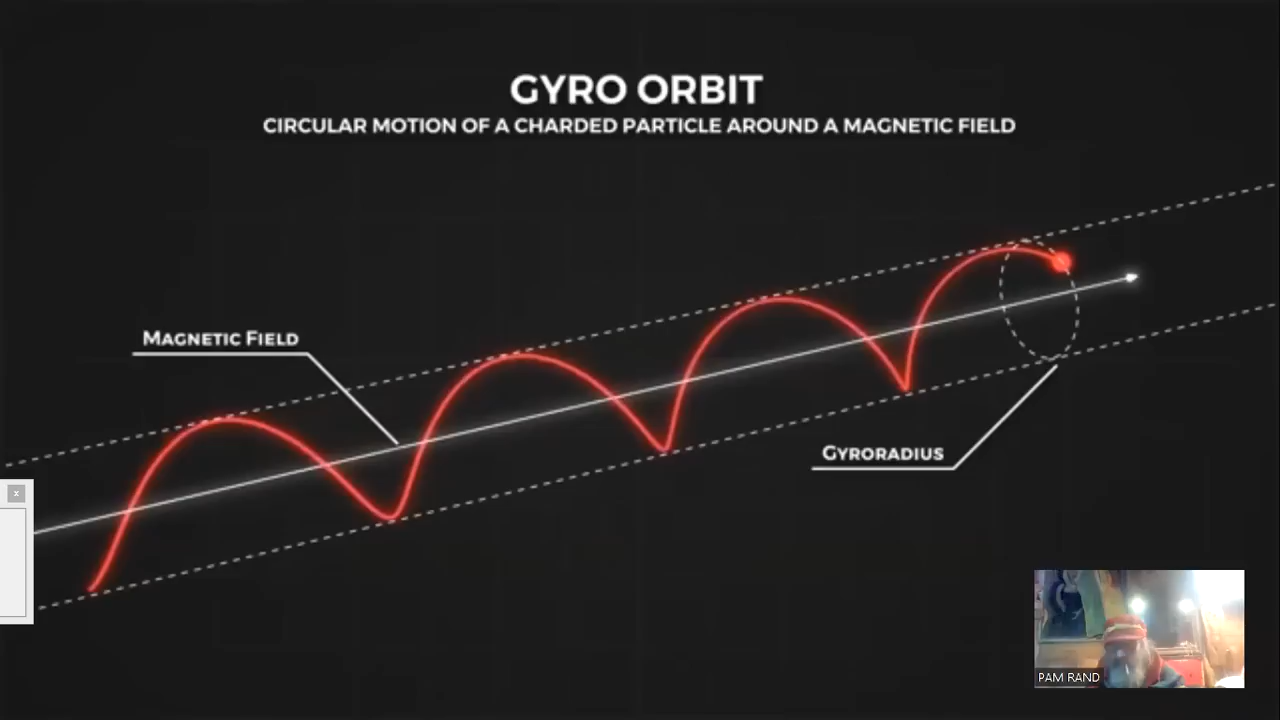 GYRO ORBIT
CIRCULAR MOTION OF A CHARDED PARTICLE AROUND A MAGNETIC FIELD
MAGNETIC FIELD
GYRORADIUS
PAM RAND
x